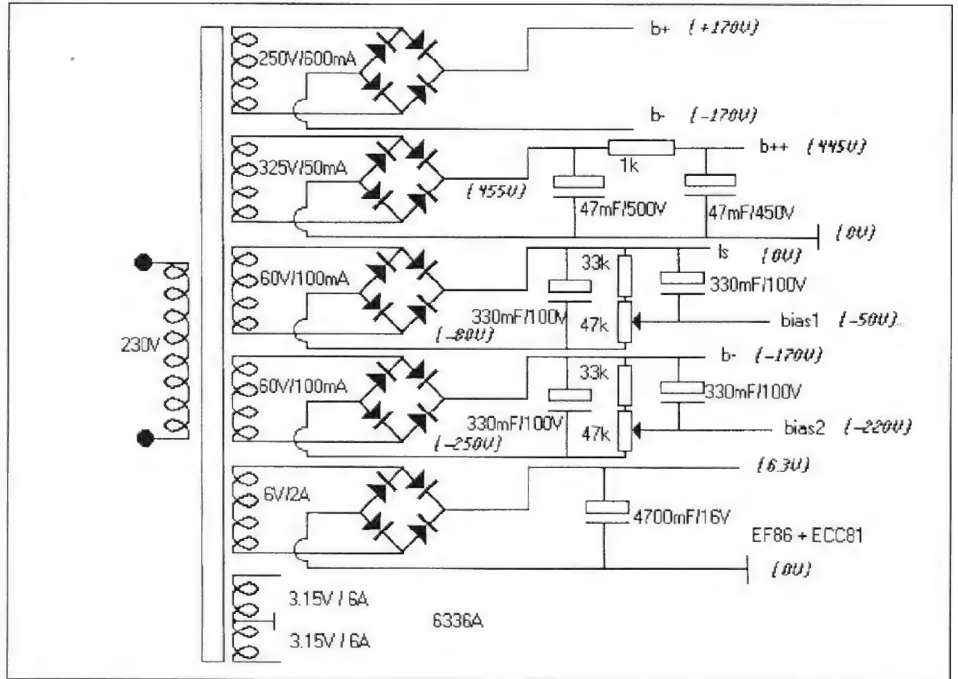 250V/600mA
b+ (+170V)
b- (-170V)
325V/50mA
(455V)
1k
b++ (445V)
47mF/500V
47mF/450V
(0V)
60V/100mA
33k
ls (0V)
330mF/100V
330mF/100V
47k
bias1 (-50V)
(-80V)
230V
60V/100mA
33k
b- (-170V)
330mF/100V
330mF/100V
47k
bias2 (-220V)
(-250V)
6V/2A
(6.3V)
4700mF/16V
EF86 + ECC81
(0V)
3.15V / 6A
6336A
3.15V / 6A